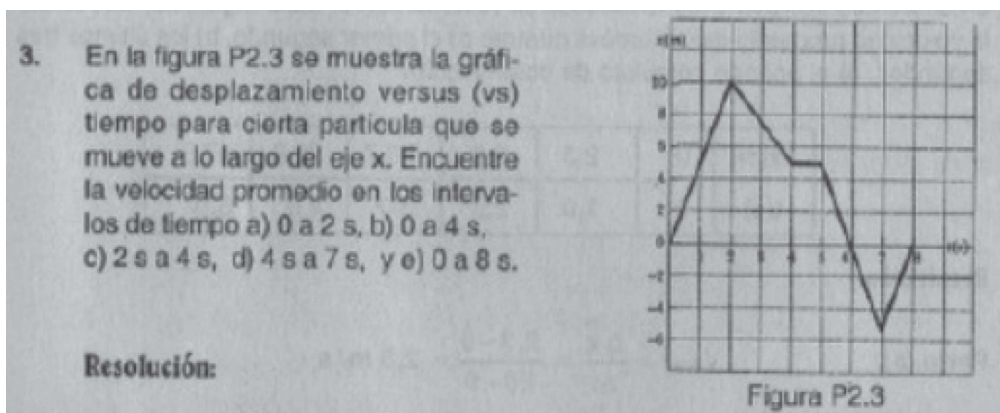 3. En la figura P2.3 se muestra la gráfi-
ca de desplazamiento versus (vs)
tiempo para cierta partícula que se
mueve a lo largo del eje x. Encuentre
la velocidad promedio en los interva-
los de tiempo a) 0 a 2 s, b) 0 a 4 s,
c) 2 s a 4 s, d) 4 s a 7 s, y e) 0 a 8 s.
Resolución:
x(m)
10
8
6
4
2
0
-2
-4
-6
1 2 3 4 5 6 7 8
t(s)
Figura P2.3